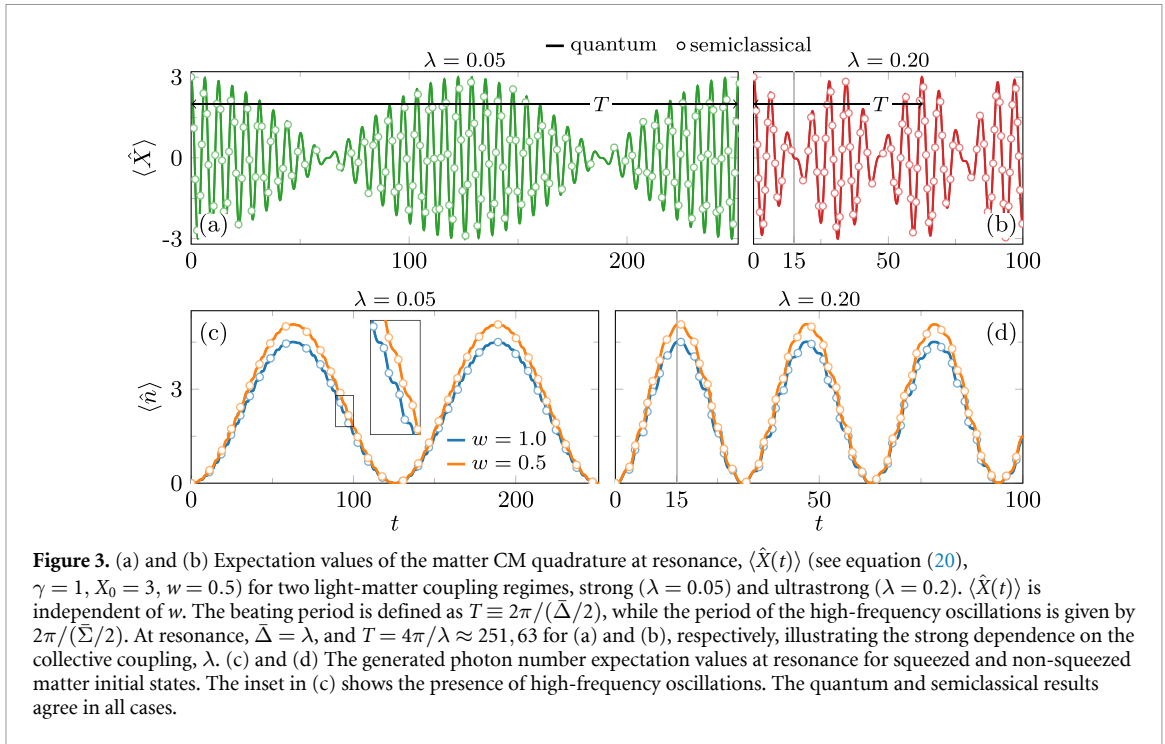 quantum semiclassical
λ = 0.05 λ = 0.20
⟨X̂⟩
3
0
-3
T T
(a) (b)
0 100 200 0 15 50 100
λ = 0.05 λ = 0.20
⟨n̂⟩
3
0
(c) (d)
w = 1.0
w = 0.5
0 100 200 0 15 50 100
t t
Figure 3. (a) and (b) Expectation values of the matter CM quadrature at resonance, ⟨X̂(t)⟩ (see equation (20),
γ = 1, X₀ = 3, w = 0.5) for two light-matter coupling regimes, strong (λ = 0.05) and ultrastrong (λ = 0.2). ⟨X̂(t)⟩ is
independent of w. The beating period is defined as T ≡ 2π/(Δ̄/2), while the period of the high-frequency oscillations is given by
2π/(Σ̄/2). At resonance, Δ̄ = λ, and T = 4π/λ ≈ 251,63 for (a) and (b), respectively, illustrating the strong dependence on the
collective coupling, λ. (c) and (d) The generated photon number expectation values at resonance for squeezed and non-squeezed
matter initial states. The inset in (c) shows the presence of high-frequency oscillations. The quantum and semiclassical results
agree in all cases.